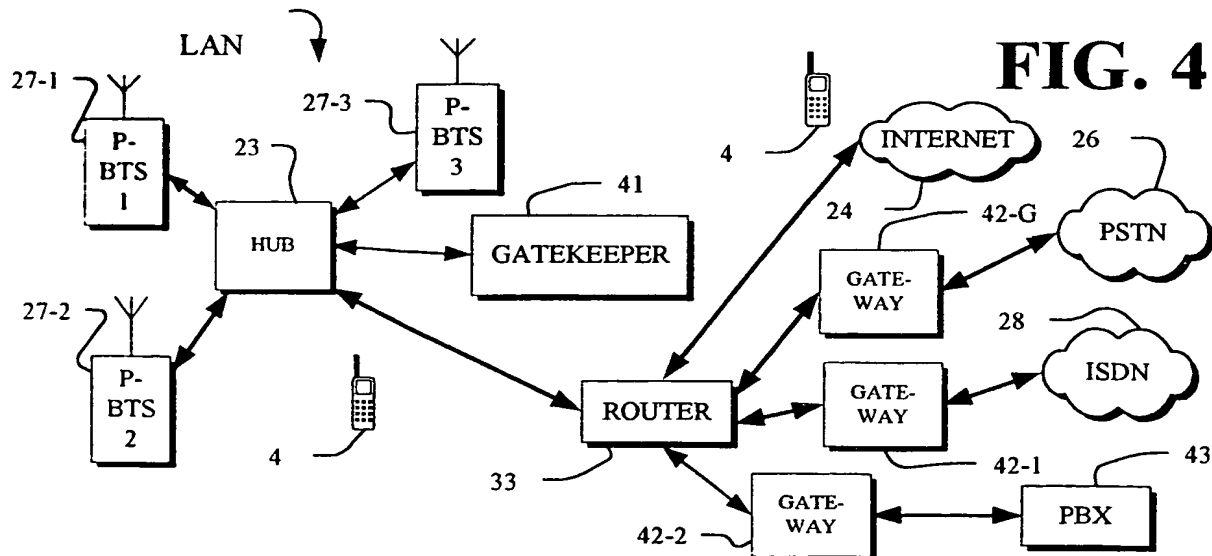 LAN
FIG. 4
27-1
P-
BTS
1
27-3
P-
BTS
3
23
HUB
41
GATEKEEPER
4
INTERNET
24
26
42-G
PSTN
GATE-
WAY
27-2
P-
BTS
2
4
28
ISDN
ROUTER
33
GATE-
WAY
42-1
43
GATE-
WAY
42-2
PBX